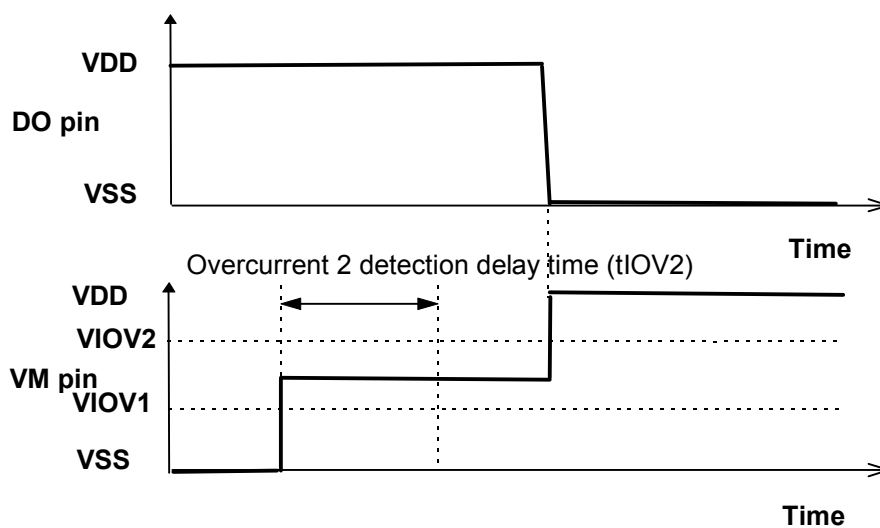 VDD
DO pin
VSS
Time
Overcurrent 2 detection delay time (tIOV2)
VDD
VIOV2
VM pin
VIOV1
VSS
Time